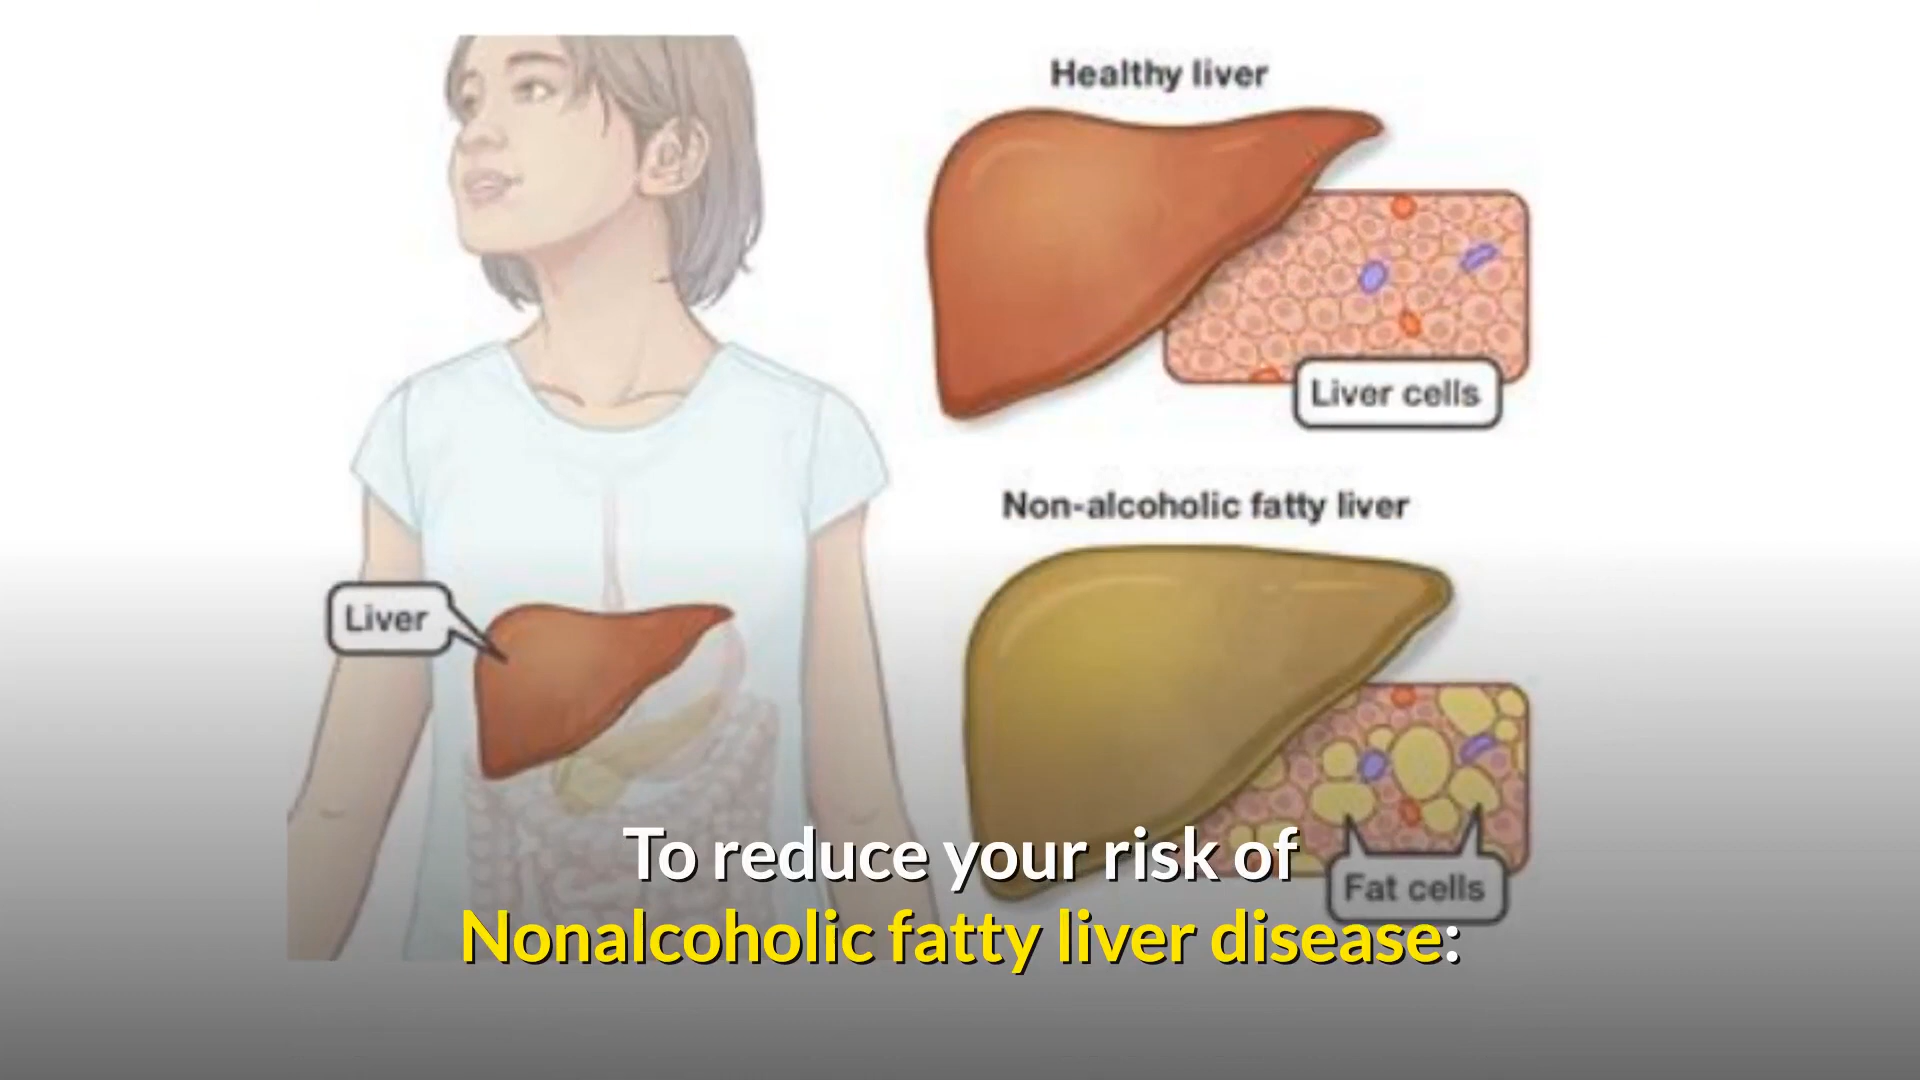 Healthy liver
Liver cells
Non-alcoholic fatty liver
Liver
Fat cells
To reduce your risk of
Nonalcoholic fatty liver disease: